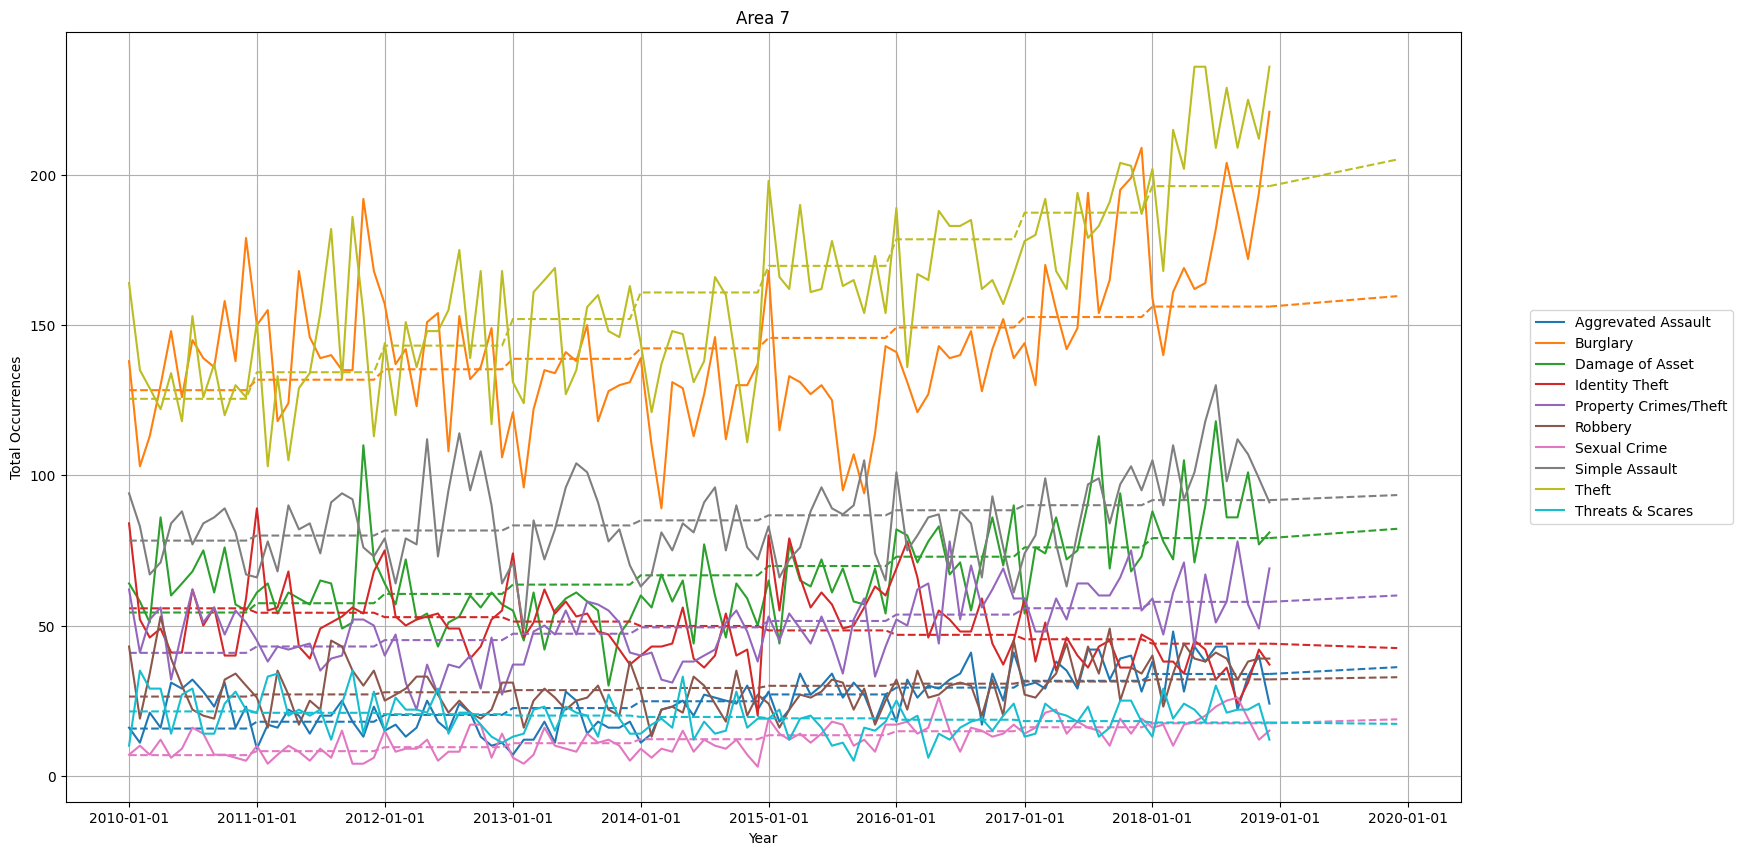 Area 7
Total Occurrences
200
150
100
50
0
2010-01-01 2011-01-01 2012-01-01 2013-01-01 2014-01-01 2015-01-01 2016-01-01 2017-01-01 2018-01-01 2019-01-01 2020-01-01
Year
Aggrevated Assault
Burglary
Damage of Asset
Identity Theft
Property Crimes/Theft
Robbery
Sexual Crime
Simple Assault
Theft
Threats & Scares